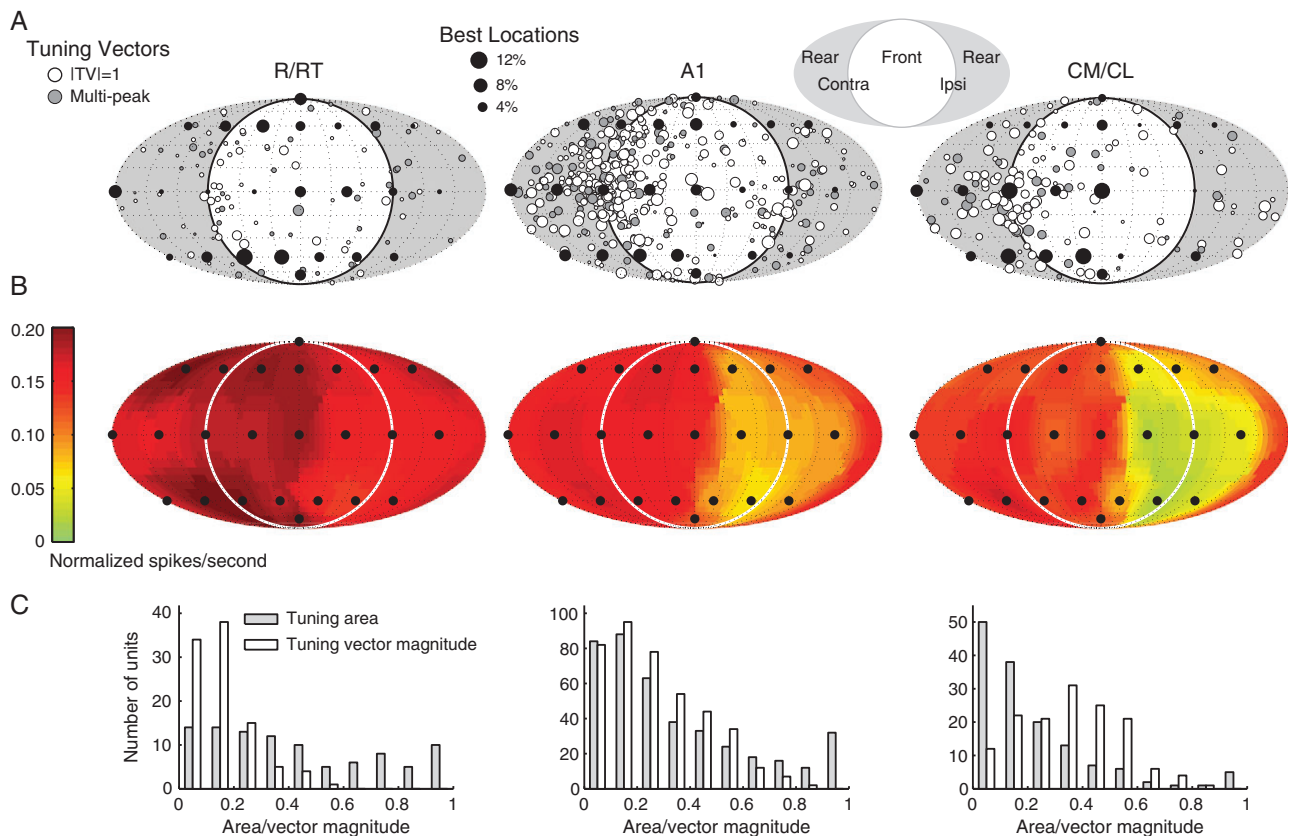 A
Tuning Vectors
|TV|=1
Multi-peak
R/RT
Best Locations
12%
8%
4%
A1
Rear
Front
Rear
Contra
Ipsi
CM/CL
B
0.20
0.15
0.10
0.05
0
Normalized spikes/second
C
Number of units
40
30
20
10
0
0 0.2 0.4 0.6 0.8 1
Area/vector magnitude
Tuning area
Tuning vector magnitude
100
80
60
40
20
0
0 0.2 0.4 0.6 0.8 1
Area/vector magnitude
50
40
30
20
10
0
0 0.2 0.4 0.6 0.8 1
Area/vector magnitude